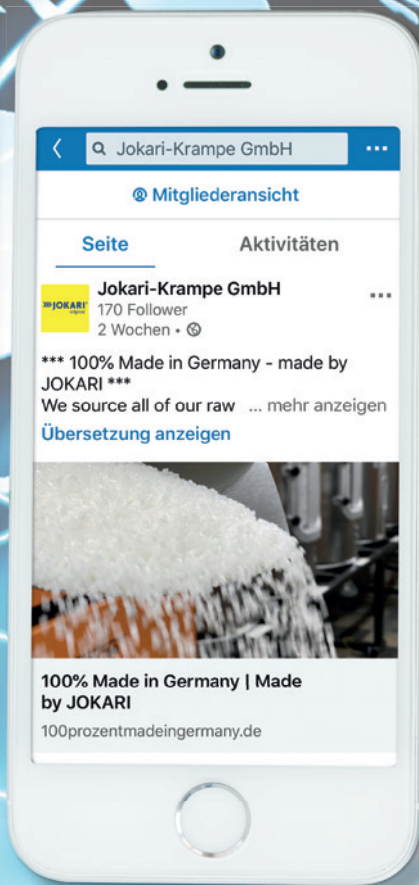 Jokari-Krampe GmbH
Mitgliederansicht
Seite Aktivitäten
JOKARI
Jokari-Krampe GmbH
170 Follower
2 Wochen •
*** 100% Made in Germany - made by
JOKARI ***
We source all of our raw ... mehr anzeigen
Übersetzung anzeigen
100% Made in Germany | Made
by JOKARI
100prozentmadeingermany.de